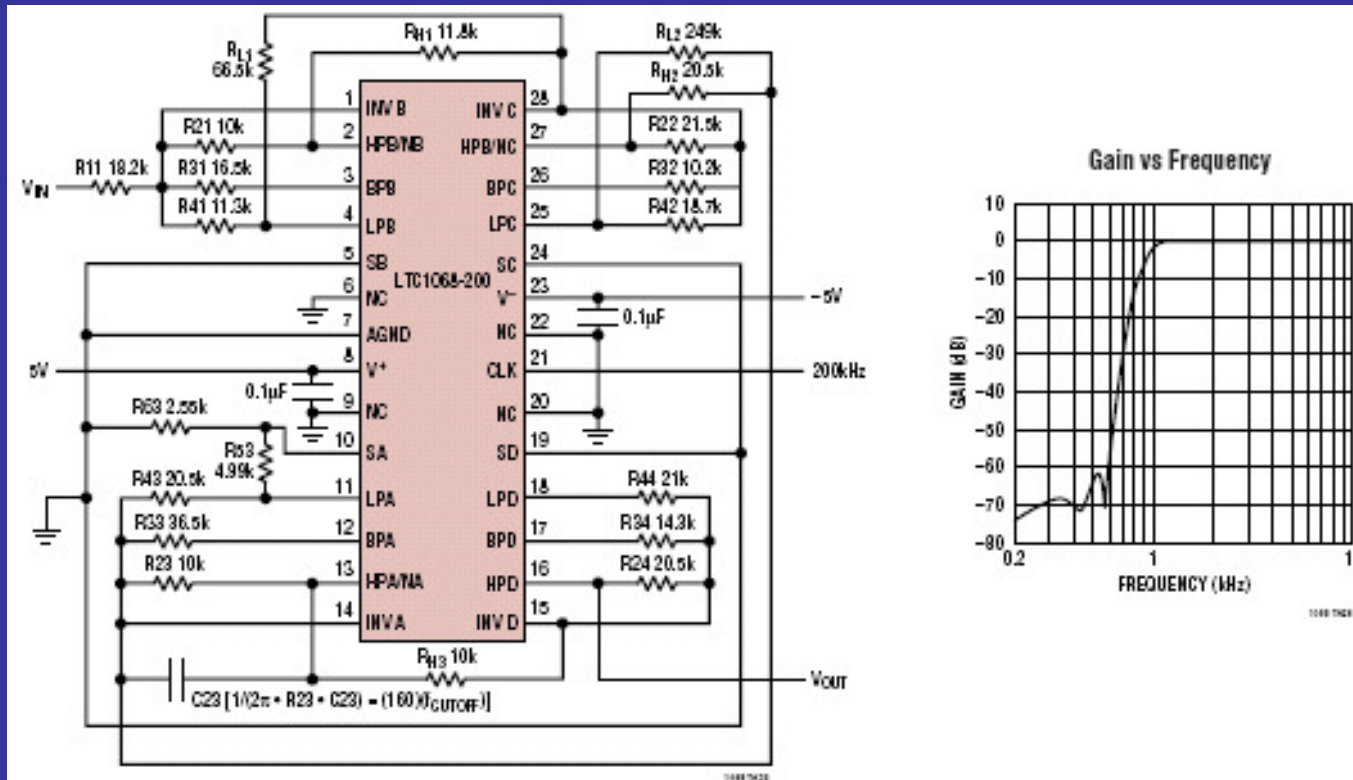 RH1 11.8k
RL1
66.5k
RL2 249k
RH2 20.5k
1
INV B
INV C
28
R21 10k
2
HPB/NB
HPB/NC
27
R22 21.5k
R11 18.2k
VIN
R31 16.5k
3
BPB
BPC
26
R32 10.2k
R41 11.3k
4
LPB
LPC
25
R42 18.7k
5
SB
SC
24
LTC1068-200
6
NC
V−
23
−5V
0.1µF
7
AGND
NC
22
5V
8
V+
CLK
21
200kHz
0.1µF
9
NC
NC
20
R63 2.55k
10
SA
SD
19
R53
4.99k
R43 20.5k
11
LPA
LPD
18
R44 21k
R33 36.5k
12
BPA
BPD
17
R34 14.3k
R23 10k
13
HPA/NA
HPD
16
R24 20.5k
14
INV A
INV D
15
RH3 10k
VOUT
C23 [1/(2π • R23 • C23) = (160)(fCUTOFF)]
Gain vs Frequency
10
0
−10
−20
−30
−40
−50
−60
−70
−80
GAIN (dB)
0.2
1
1
FREQUENCY (kHz)